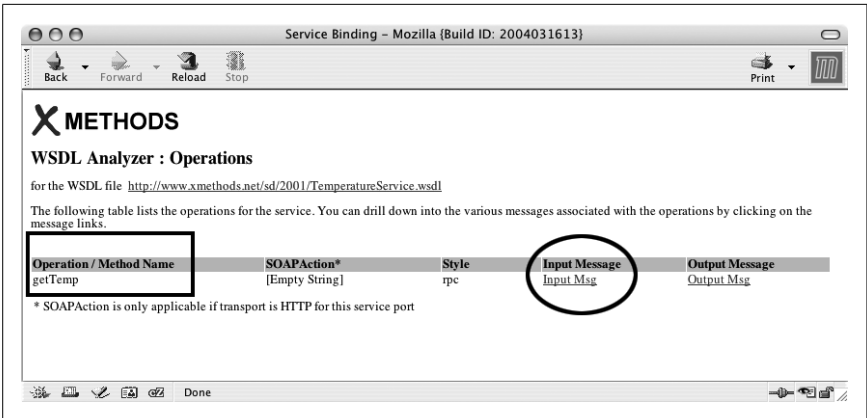 Service Binding – Mozilla {Build ID: 2004031613}
Back Forward Reload Stop Print
X METHODS
WSDL Analyzer : Operations
for the WSDL file http://www.xmethods.net/sd/2001/TemperatureService.wsdl
The following table lists the operations for the service. You can drill down into the various messages associated with the operations by clicking on the
message links.
Operation / Method Name SOAPAction* Style Input Message Output Message
getTemp [Empty String] rpc Input Msg Output Msg
* SOAPAction is only applicable if transport is HTTP for this service port
Done